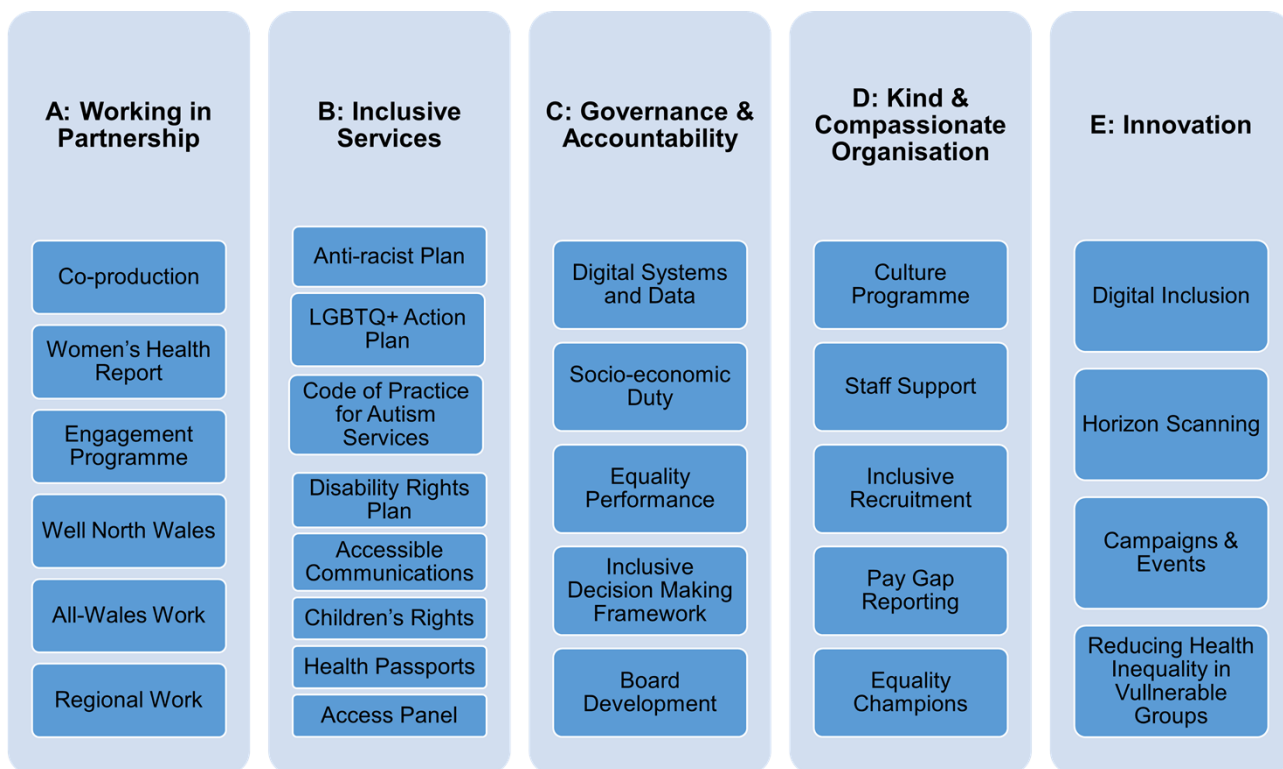 A: Working in
Partnership
Co-production
Women's Health
Report
Engagement
Programme
Well North Wales
All-Wales Work
Regional Work
B: Inclusive
Services
Anti-racist Plan
LGBTQ+ Action
Plan
Code of Practice
for Autism
Services
Disability Rights
Plan
Accessible
Communications
Children's Rights
Health Passports
Access Panel
C: Governance &
Accountability
Digital Systems
and Data
Socio-economic
Duty
Equality
Performance
Inclusive
Decision Making
Framework
Board
Development
D: Kind &
Compassionate
Organisation
Culture
Programme
Staff Support
Inclusive
Recruitment
Pay Gap
Reporting
Equality
Champions
E: Innovation
Digital Inclusion
Horizon Scanning
Campaigns &
Events
Reducing Health
Inequality in
Vullnerable
Groups